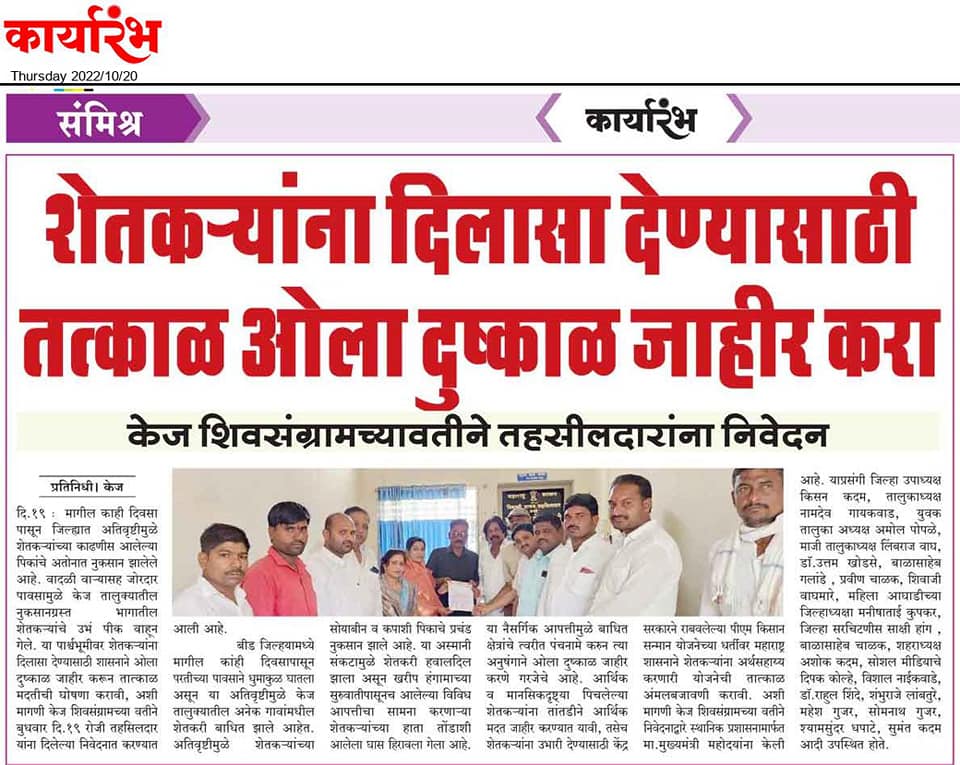 कार्यारंभ
Thursday 2022/10/20
संमिश्र
कार्यारंभ
शेतकऱ्यांना दिलासा देण्यासाठी
तत्काळ ओला दुष्काळ जाहीर करा
केज शिवसंग्रामच्यावतीने तहसीलदारांना निवेदन
प्रतिनिधी। केज
दि.१९ : मागील काही दिवसा
पासून जिल्ह्यात अतिवृष्टीमुळे
शेतकऱ्यांच्या काढणीस आलेल्या
पिकांचे अतोनात नुकसान झालेले
आहे. वादळी वाऱ्यासह जोरदार
पावसामुळे केज तालुक्यातील
नुकसानग्रस्त भागातील
शेतकऱ्यांचे उभं पीक वाहून
गेले. या पार्श्वभूमीवर शेतकऱ्यांना
दिलासा देण्यासाठी शासनाने ओला
दुष्काळ जाहीर करून तात्काळ
मदतीची घोषणा करावी, अशी
मागणी केज शिवसंग्रामच्या वतीने
बुधवार दि.१९ रोजी तहसिलदार
यांना दिलेल्या निवेदनात करण्यात
आली आहे.
बीड जिल्हयामध्ये
मागील कांही दिवसापासून
परतीच्या पावसाने धुमाकुळ घातला
असून या अतिवृष्टीमुळे केज
तालुक्यातील अनेक गावांमधील
शेतकरी बाधित झाले आहेत.
अतिवृष्टीमुळे शेतकऱ्यांच्या
सोयाबीन व कपाशी पिकाचे प्रचंड
नुकसान झाले आहे. या अस्मानी
संकटामुळे शेतकरी हवालदिल
झाला असून खरीप हंगामाच्या
सुरुवातीपासूनच आलेल्या विविध
आपत्तीचा सामना करणाऱ्या
शेतकऱ्यांच्या हाता तोंडाशी
आलेला घास हिरावला गेला आहे.
या नैसर्गिक आपत्तीमुळे बाधित
क्षेत्रांचे त्वरीत पंचनामे करुन त्या
अनुषंगाने ओला दुष्काळ जाहीर
करणे गरजेचे आहे. आर्थिक
व मानसिकदृष्ट्या पिचलेल्या
शेतकऱ्यांना तांतडीने आर्थिक
मदत जाहीर करण्यात यावी, तसेच
शेतकऱ्यांना उभारी देण्यासाठी केंद्र
सरकारने राबवलेल्या पीएम किसान
सन्मान योजनेच्या धर्तीवर महाराष्ट्र
शासनाने शेतकऱ्यांना अर्थसहाय्य
करणारी योजनेची तात्काळ
अंमलबजावणी करावी. अशी
मागणी केज शिवसंग्रामच्या वतीने
निवेदनाद्वारे स्थानिक प्रशासनामार्फत
मा.मुख्यमंत्री महोदयांना केली
आहे. याप्रसंगी जिल्हा उपाध्यक्ष
किसन कदम, तालुकाध्यक्ष
नामदेव गायकवाड, युवक
तालुका अध्यक्ष अमोल पोपळे,
माजी तालुकाध्यक्ष लिंबराज वाघ,
डॉ.उत्तम खोडसे, बाळासाहेब
गलांडे , प्रवीण चाळक, शिवाजी
वाघमारे, महिला आघाडीच्या
जिल्हाध्यक्षा मनीषाताई कुपकर,
जिल्हा सरचिटणीस साक्षी हांग ,
बाळासाहेब चाळक, शहराध्यक्ष
अशोक कदम, सोशल मीडियाचे
दिपक कोल्हे, विशाल नाईकवाडे,
डॉ.राहुल शिंदे, शंभुराजे लांबतुरे,
महेश गुजर, सोमनाथ गुजर,
श्यामसुंदर धपाटे, सुमंत कदम
आदी उपस्थित होते.